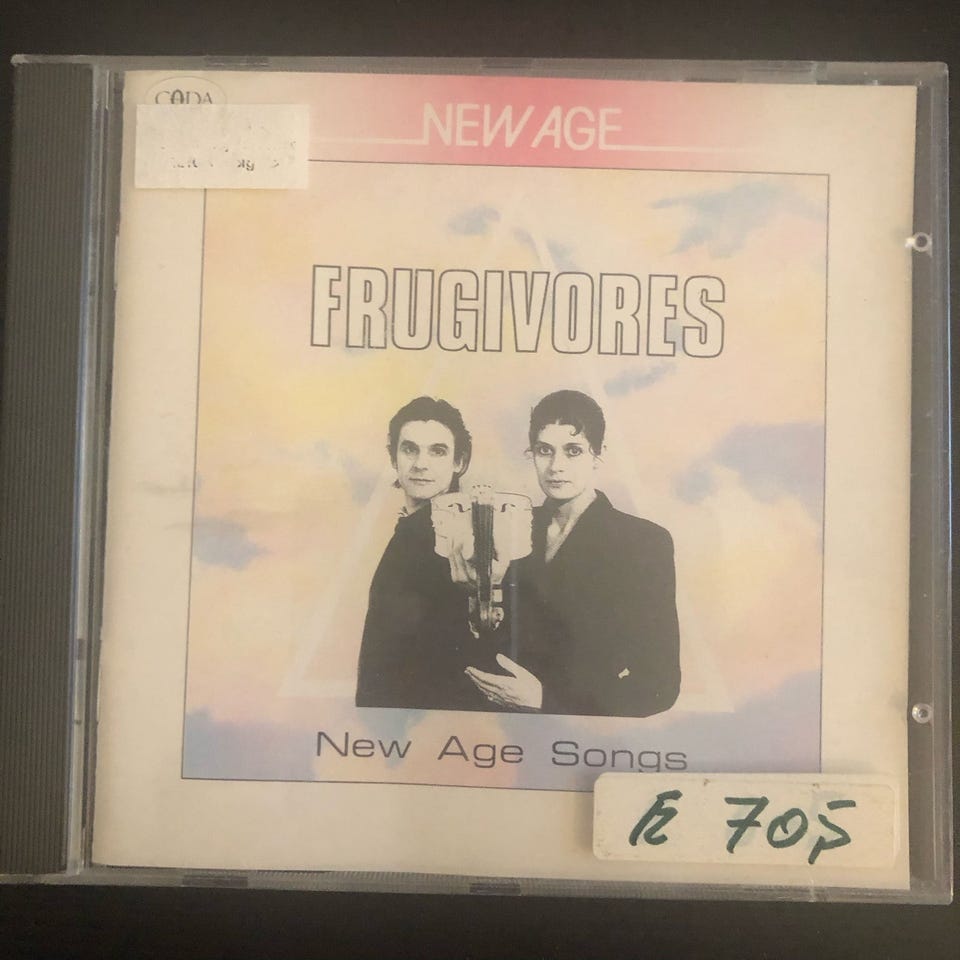 CODA
NEW AGE
FRUGIVORES
New Age Songs
E 705